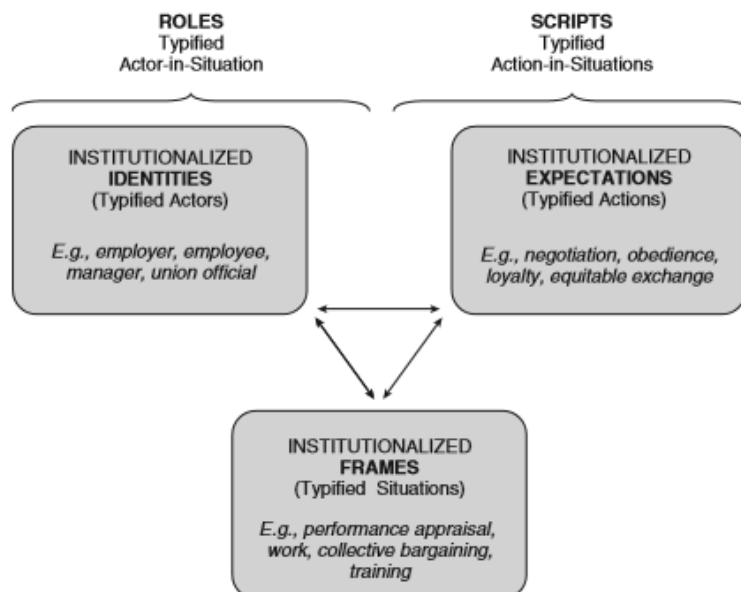 ROLES
Typified
Actor-in-Situation
SCRIPTS
Typified
Action-in-Situations
INSTITUTIONALIZED
IDENTITIES
(Typified Actors)
E.g., employer, employee,
manager, union official
INSTITUTIONALIZED
EXPECTATIONS
(Typified Actions)
E.g., negotiation, obedience,
loyalty, equitable exchange
INSTITUTIONALIZED
FRAMES
(Typified Situations)
E.g., performance appraisal,
work, collective bargaining,
training